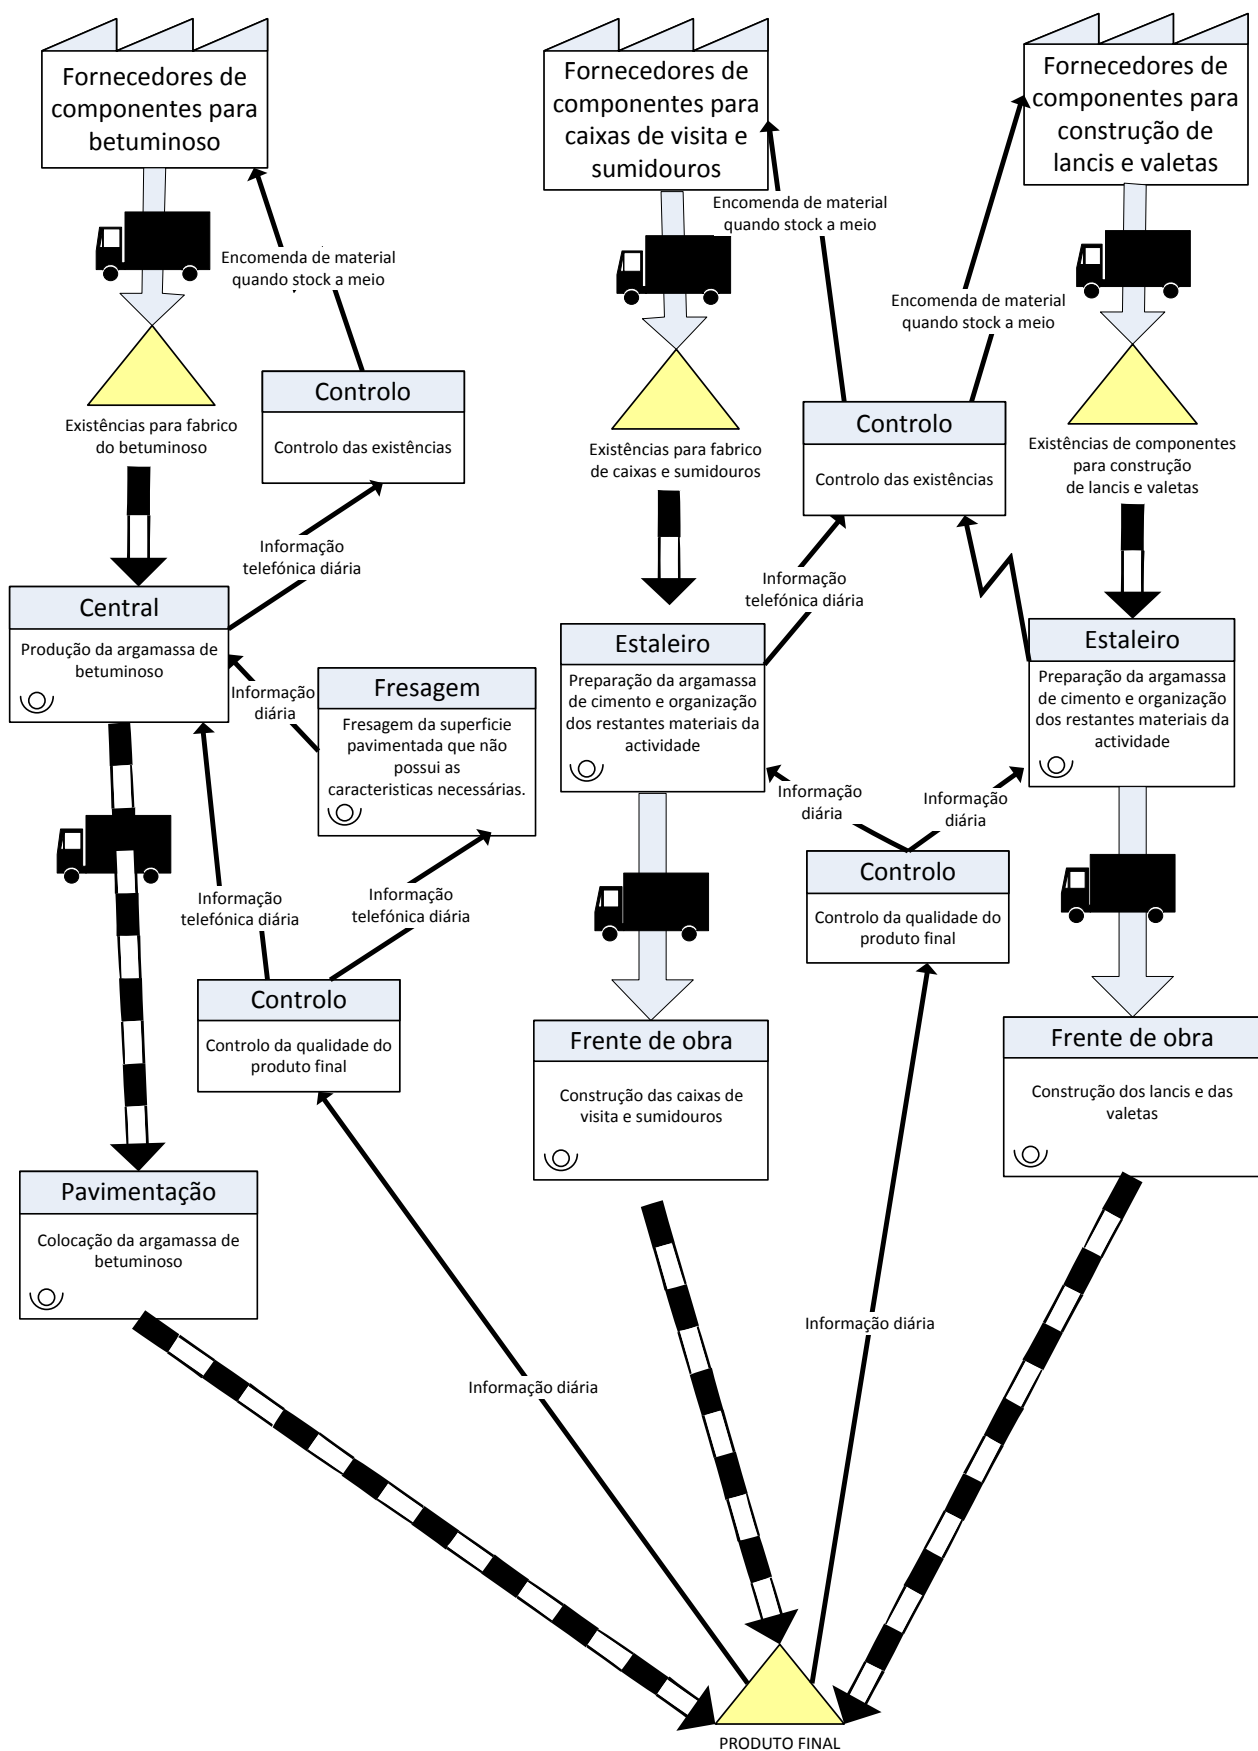 Fornecedores de
componentes para
betuminoso
Fornecedores de
componentes para
caixas de visita e
sumidouros
Fornecedores de
componentes para
construção de
lancis e valetas
Encomenda de material
quando stock a meio
Encomenda de material
quando stock a meio
Encomenda de material
quando stock a meio
Existências para fabrico
do betuminoso
Controlo
Controlo das existências
Existências para fabrico
de caixas e sumidouros
Controlo
Controlo das existências
Existências de componentes
para construção
de lancis e valetas
Informação
telefónica diária
Informação
telefónica diária
Central
Produção da argamassa de
betuminoso
Informação
diária
Fresagem
Fresagem da superficie
pavimentada que não
possui as
caracteristicas necessárias.
Estaleiro
Preparação da argamassa
de cimento e organização
dos restantes materiais da
actividade
Estaleiro
Preparação da argamassa
de cimento e organização
dos restantes materiais da
actividade
Informação
diária
Informação
diária
Informação
telefónica diária
Informação
telefónica diária
Controlo
Controlo da qualidade do
produto final
Controlo
Controlo da qualidade do
produto final
Frente de obra
Construção das caixas de
visita e sumidouros
Frente de obra
Construção dos lancis e das
valetas
Pavimentação
Colocação da argamassa de
betuminoso
Informação diária
Informação diária
PRODUTO FINAL